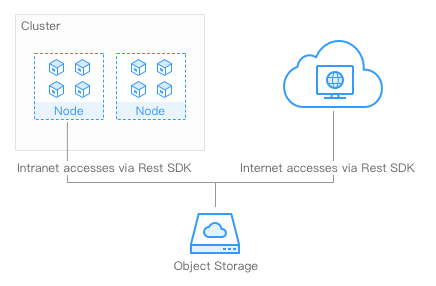 Cluster
Node
Node
Intranet accesses via Rest SDK
Internet accesses via Rest SDK
Object Storage